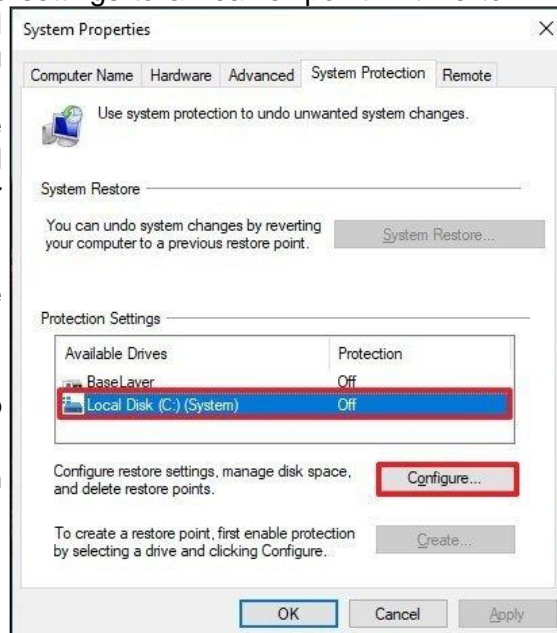 System Properties
Computer Name Hardware Advanced System Protection Remote
Use system protection to undo unwanted system changes.
System Restore
You can undo system changes by reverting
your computer to a previous restore point.
System Restore...
Protection Settings
Available Drives Protection
BaseLayer Off
Local Disk (C:) (System) Off
Configure restore settings, manage disk space,
and delete restore points.
Configure...
To create a restore point, first enable protection
by selecting a drive and clicking Configure.
Create...
OK Cancel Apply